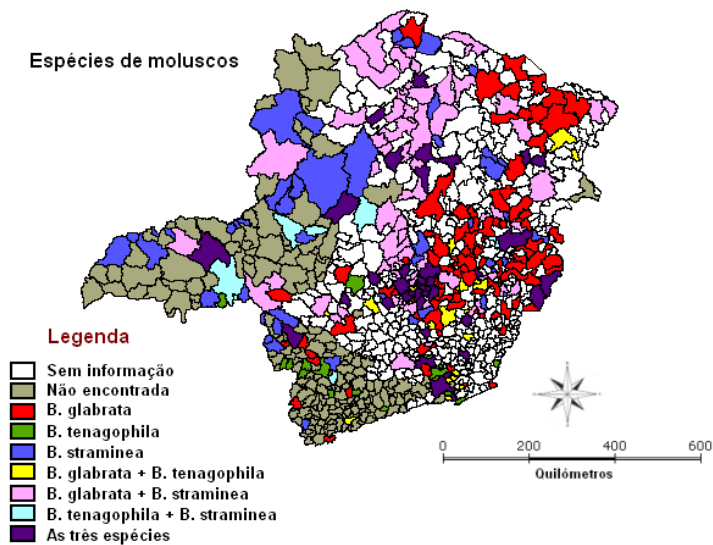 Espécies de moluscos
Legenda
Sem informação
Não encontrada
B. glabrata
B. tenagophila
B. straminea
B. glabrata + B. tenagophila
B. glabrata + B. straminea
B. tenagophila + B. straminea
As três espécies
0 200 400 600
Quilómetros